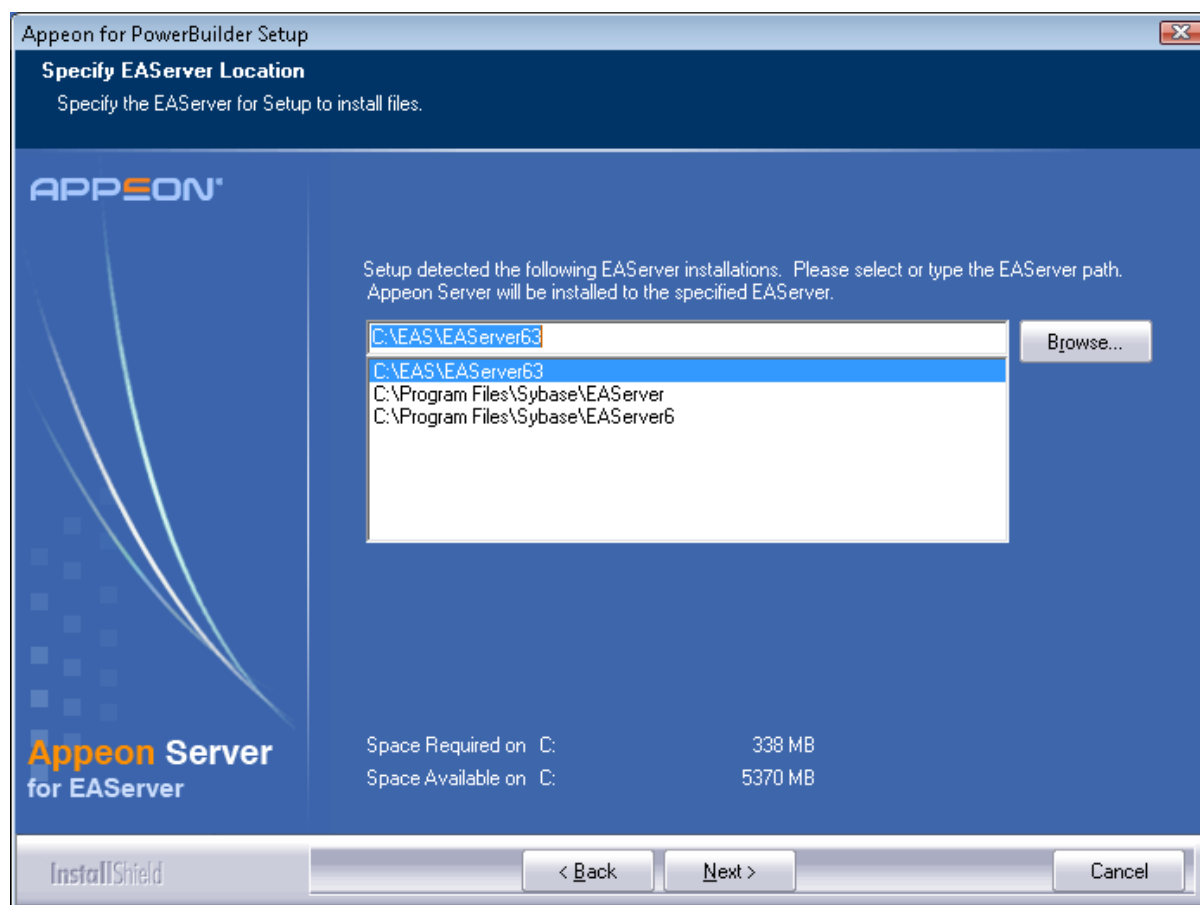 Appeon for PowerBuilder Setup
Specify EAServer Location
Specify the EAServer for Setup to install files.
APPEON
Setup detected the following EAServer installations.  Please select or type the EAServer path.
Appeon Server will be installed to the specified EAServer.
C:\EAS\EAServer63
Browse...
C:\EAS\EAServer63
C:\Program Files\Sybase\EAServer
C:\Program Files\Sybase\EAServer6
Space Required on C: 338 MB
Space Available on C: 5370 MB
Appeon Server
for EAServer
InstallShield
< Back
Next >
Cancel